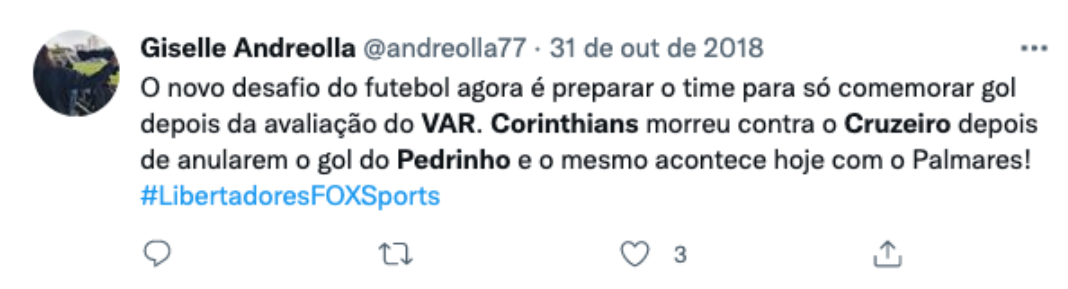 Giselle Andreolla @andreolla77 · 31 de out de 2018
O novo desafio do futebol agora é preparar o time para só comemorar gol
depois da avaliação do VAR. Corinthians morreu contra o Cruzeiro depois
de anularem o gol do Pedrinho e o mesmo acontece hoje com o Palmares!
#LibertadoresFOXSports
3